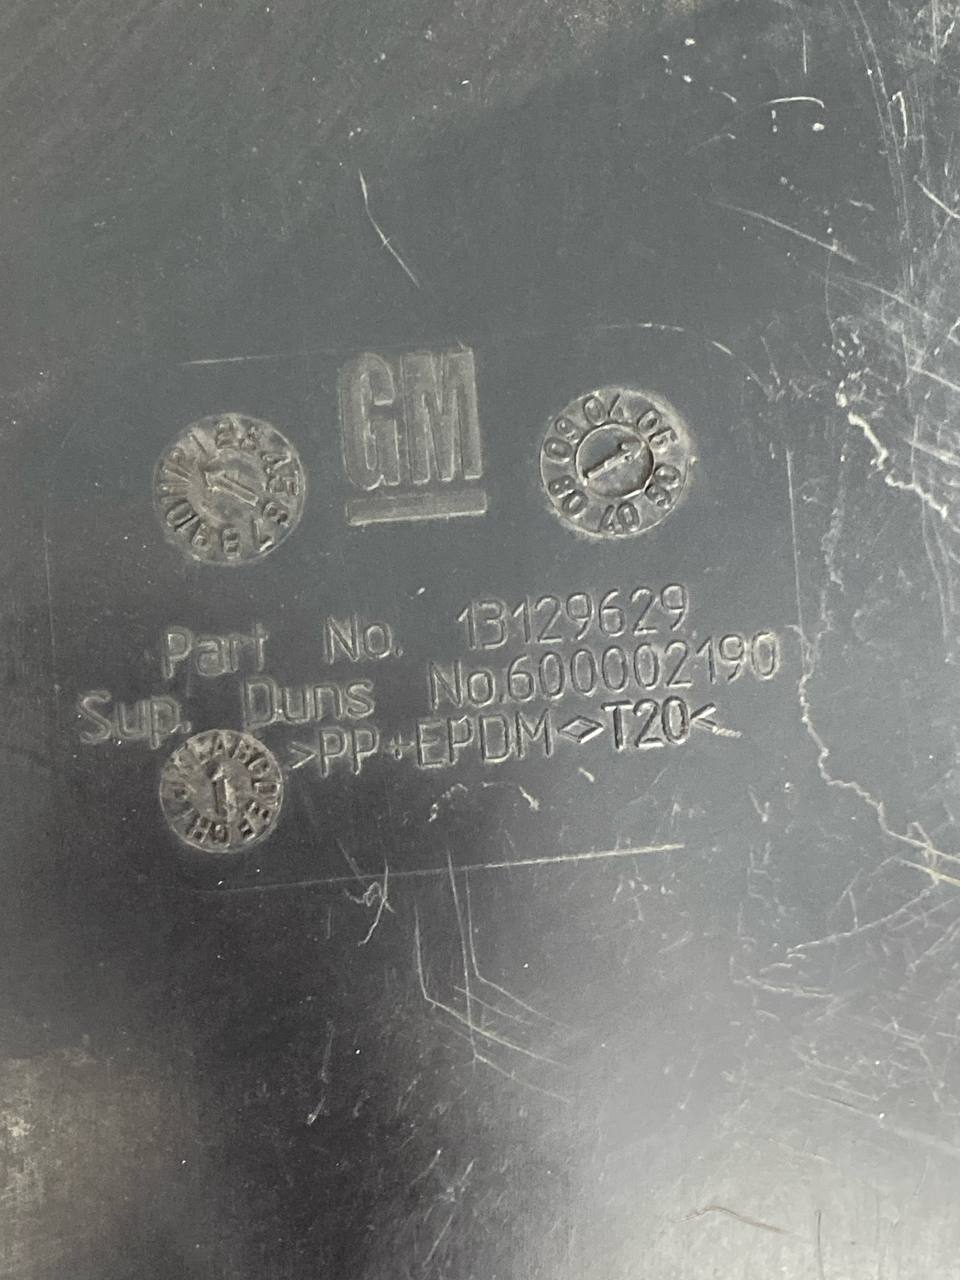 GM
Part No. 13129629
Sup. Duns No.600002190
>PP+EPDM<>T20<